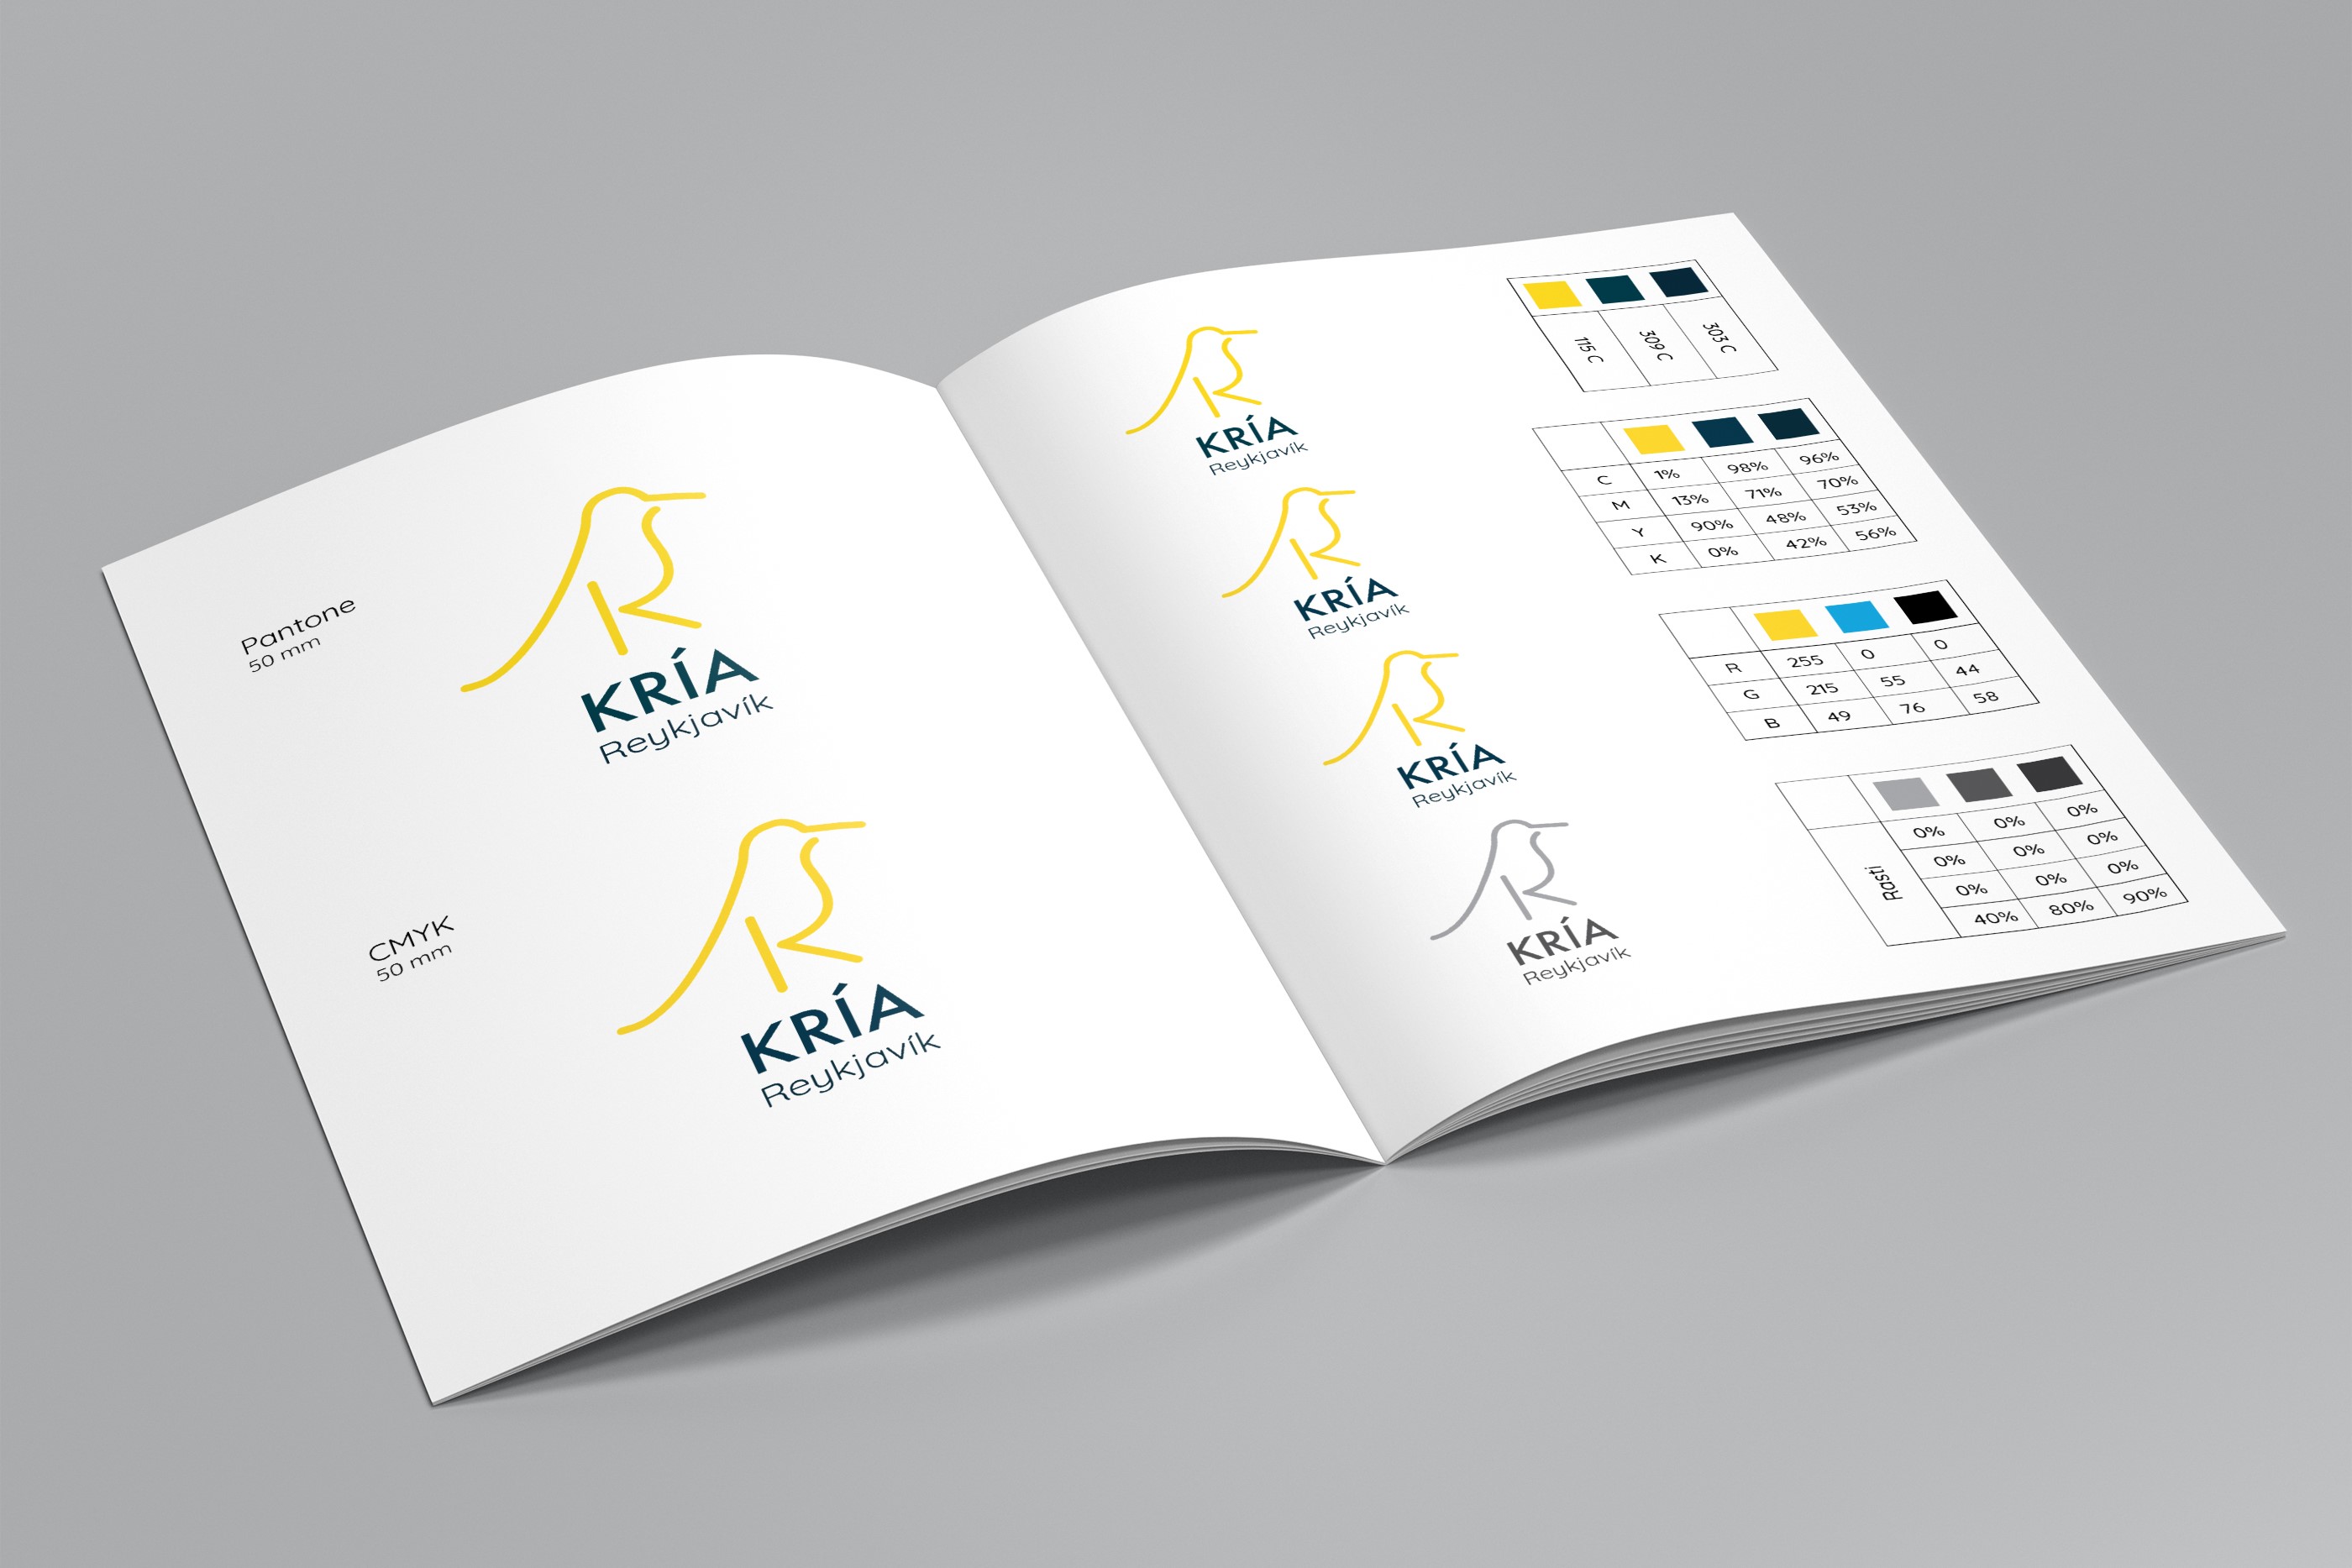 Pantone
50 mm
KRÍA
Reykjavík
CMYK
50 mm
KRÍA
Reykjavík
KRÍA
Reykjavík
KRÍA
Reykjavík
KRÍA
Reykjavík
KRÍA
Reykjavík
115 C 309 C 303 C
C 1% 98% 96%
M 13% 71% 70%
Y 90% 48% 53%
K 0% 42% 56%
R 255 0 0
G 215 55 44
B 49 76 58
Rasti
0% 0% 0%
0% 0% 0%
0% 0% 0%
40% 80% 90%